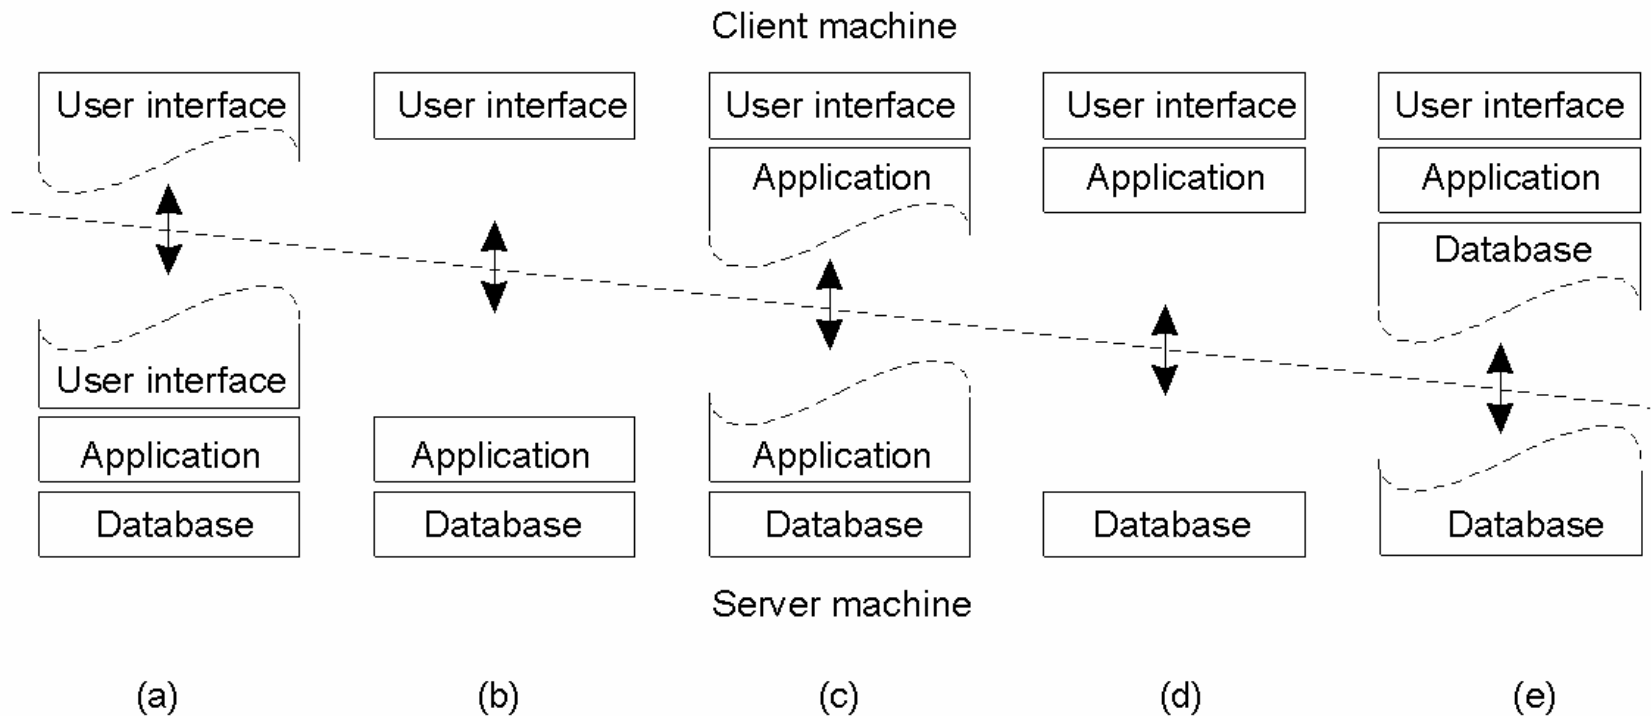 Client machine
User interface User interface User interface User interface User interface
Application Application Application
Database
User interface
Application Application Application
Database Database Database Database Database
Server machine
(a) (b) (c) (d) (e)